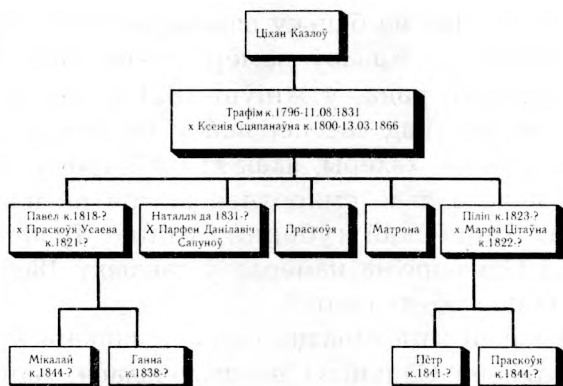 Ціхан Казлоў
Трафім к.1796-11.08.1831
х Ксенія Сцяпанаўна к.1800-13.03.1866
Павел к.1818-?
х Праскоўя Усаева
к.1821-?
Наталля да 1831-?
Х Парфен Данілавіч
Сапуноў
Праскоўя
Матрона
Піліп к.1823-?
х Марфа Цітаўна
к.1822-?
Мікалай
к.1844-?
Ганна
к.1838-?
Пётр
к.1841-?
Праскоўя
к.1844-?